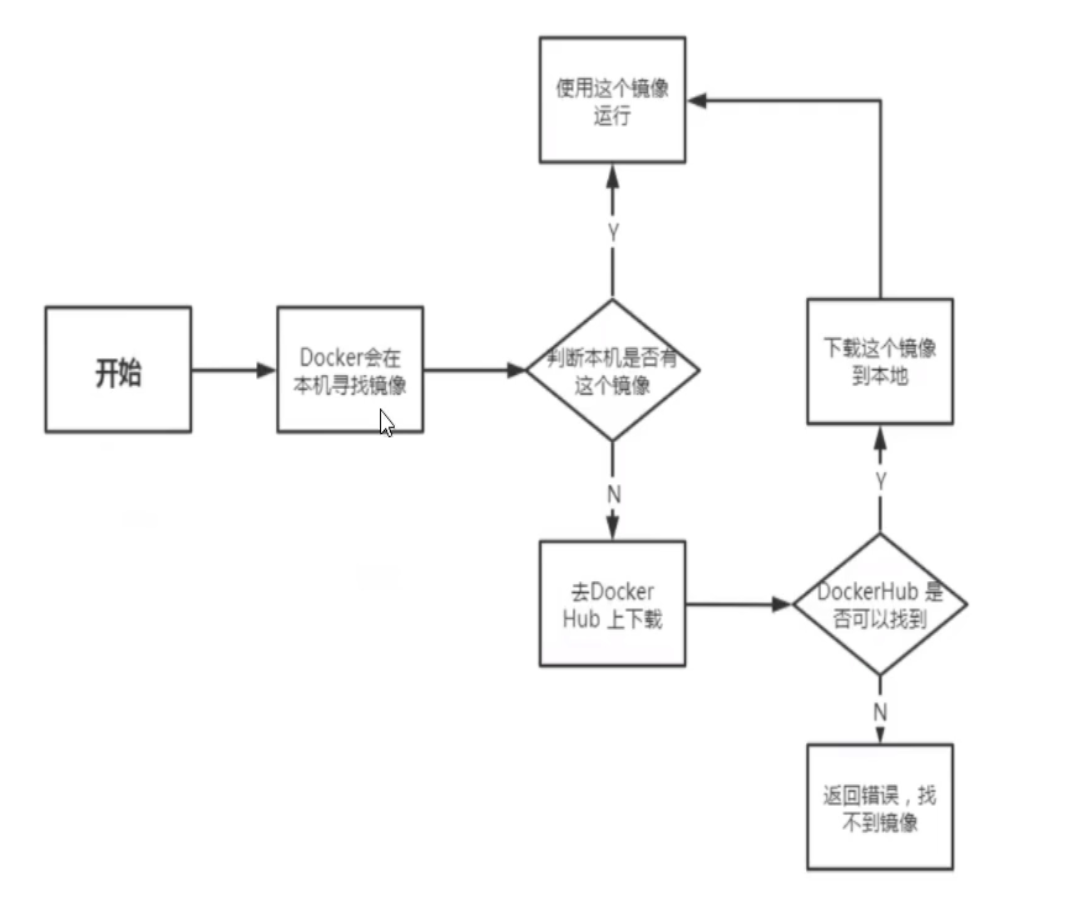 使用这个镜像
运行
Y
开始
Docker会在
本机寻找镜像
判断本机是否有
这个镜像
下载这个镜像
到本地
N
Y
去Docker
Hub 上下载
DockerHub 是
否可以找到
N
返回错误，找
不到镜像